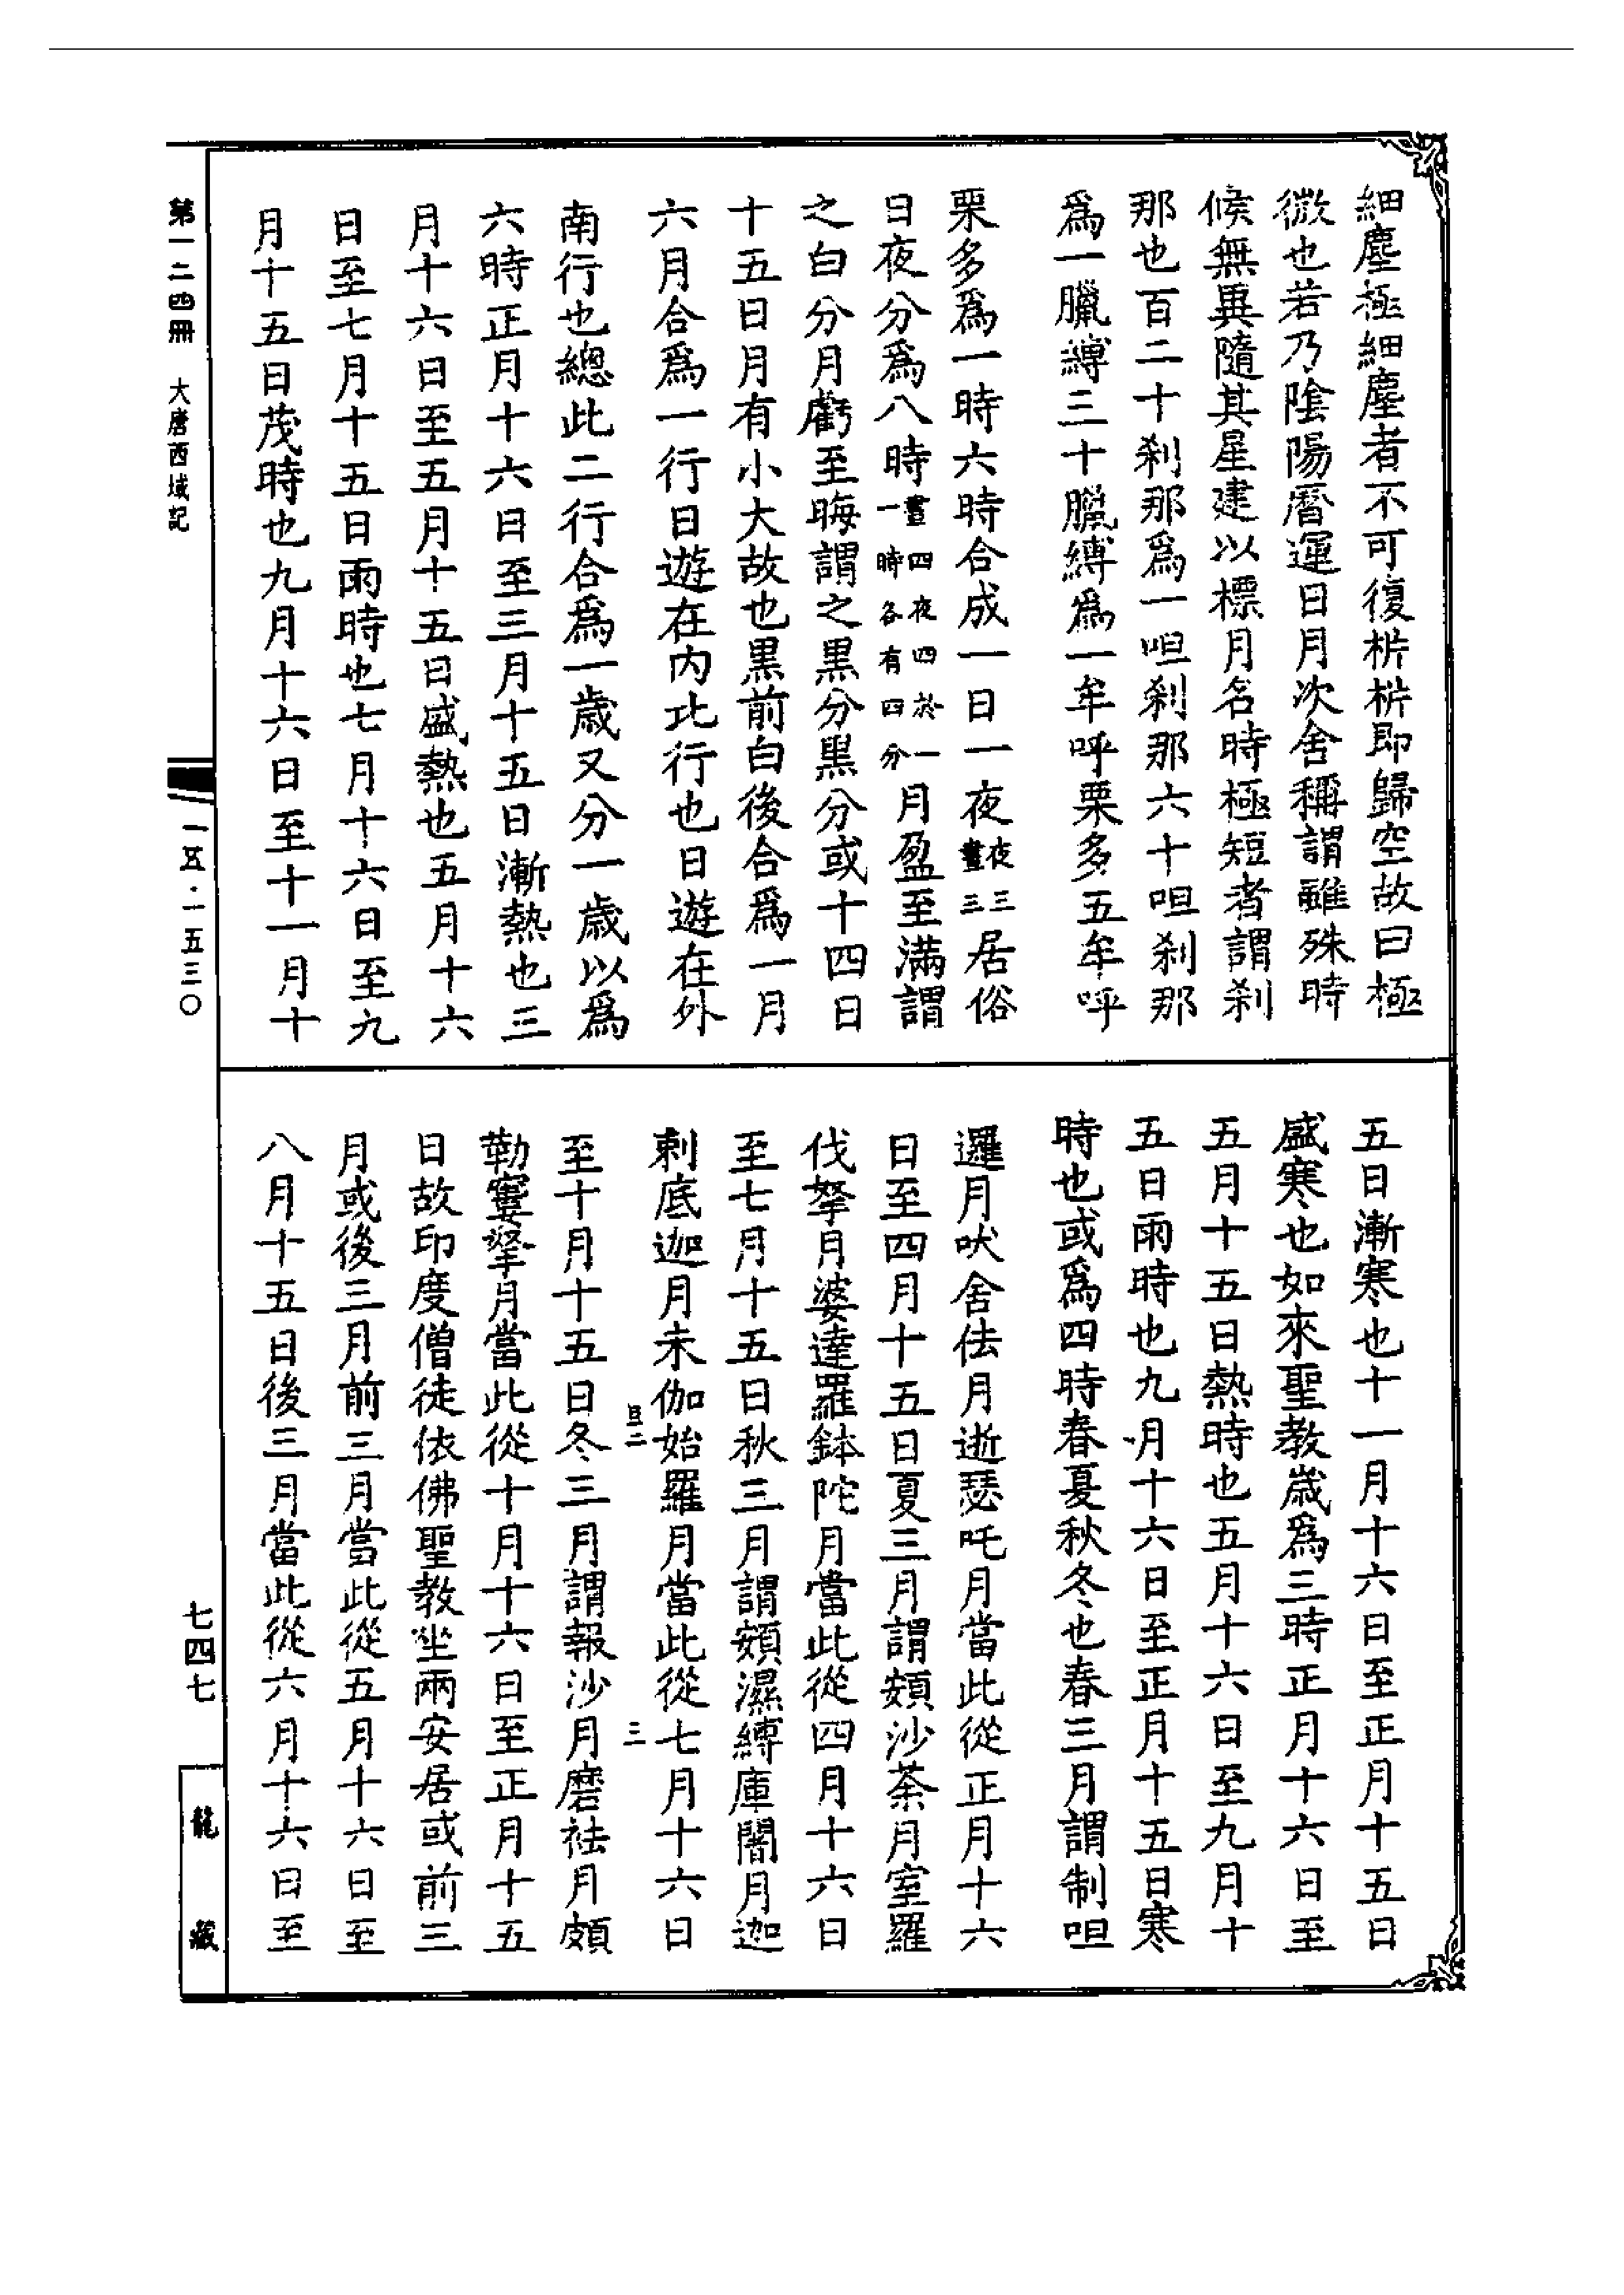 細塵極細塵者不可復㭊㭊即歸空故曰極
微也若乃陰陽曆運日月次舍稱謂雖殊時
候無異隨其星建以標月名時極短者謂刹
那也百二十刹那爲一呾刹那六十呾刹那
爲一臘縛三十臘縛爲一牟呼栗多五牟呼
栗多爲一時六時合成一日一夜夜三晝三居俗
日夜分爲八時晝四夜四於一一時各有四分月盈至滿謂
之白分月虧至晦謂之黑分黑分或十四日
十五日月有小大故也黑前白後合爲一月
六月合爲一行日遊在內北行也日遊在外
南行也總此二行合爲一歲又分一歲以爲
六時正月十六日至三月十五日漸熱也三
月十六日至五月十五日盛熱也五月十六
日至七月十五日雨時也七月十六日至九
月十五日茂時也九月十六日至十一月十
五日漸寒也十一月十六日至正月十五日
盛寒也如來聖教歲爲三時正月十六日至
五月十五日熱時也五月十六日至九月十
五日雨時也九月十六日至正月十五日寒
時也或爲四時春夏秋冬也春三月謂制呾
邏月吠舍佉月逝瑟吒月當此從正月十六
日至四月十五日夏三月謂頞沙荼月室羅
伐拏月婆達羅鉢陀月當此從四月十六日
至七月十五日秋三月謂頞濕縛庫闍月迦
剌底迦月未伽始羅月當此從七月十六日
至十月十五日冬三月謂報沙月磨祛月頗
勒窶拏月當此從十月十六日至正月十五
日故印度僧徒依佛聖教坐兩安居或前三
月或後三月前三月當此從五月十六日至
八月十五日後三月當此從六月十六日至
第一二四冊 大唐西域記
一五·一五三〇
七四七
龍藏